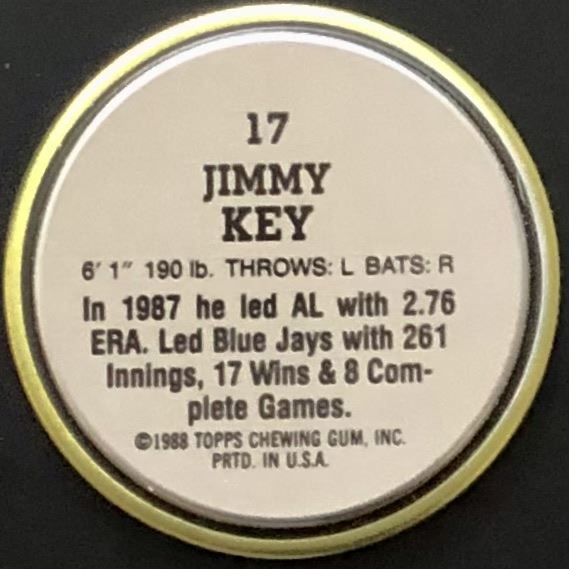 17
JIMMY
KEY
6' 1" 190 lb. THROWS: L BATS: R
In 1987 he led AL with 2.76
ERA. Led Blue Jays with 261
Innings, 17 Wins & 8 Com-
plete Games.
©1988 TOPPS CHEWING GUM, INC.
PRTD. IN U.S.A.